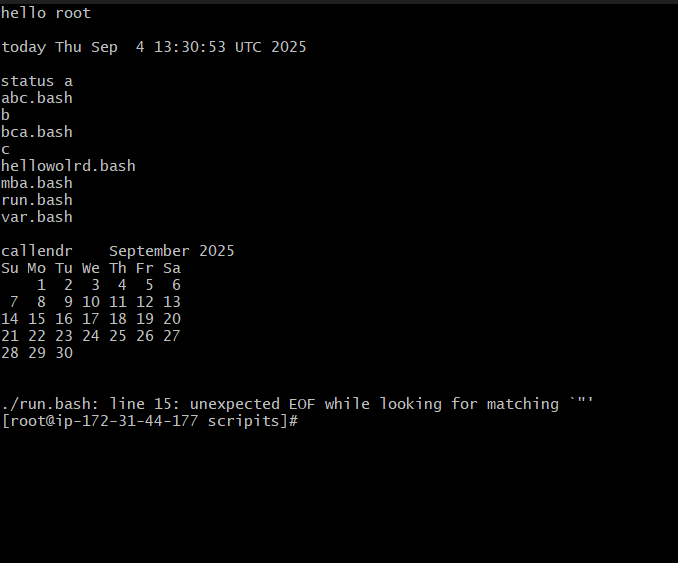 hello root
today Thu Sep  4 13:30:53 UTC 2025
status a
abc.bash
b
bca.bash
c
hellowolrd.bash
mba.bash
run.bash
var.bash
callendr    September 2025
Su Mo Tu We Th Fr Sa
    1  2  3  4  5  6
 7  8  9 10 11 12 13
14 15 16 17 18 19 20
21 22 23 24 25 26 27
28 29 30
./run.bash: line 15: unexpected EOF while looking for matching `"'
[root@ip-172-31-44-177 scripits]#